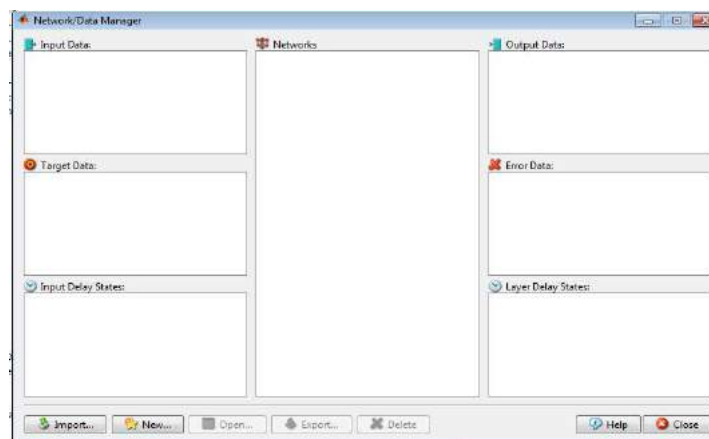 Network/Data Manager
Input Data:
Networks
Output Data:
Target Data:
Error Data:
Input Delay States:
Layer Delay States:
Import... New... Open... Export... Delete Help Close